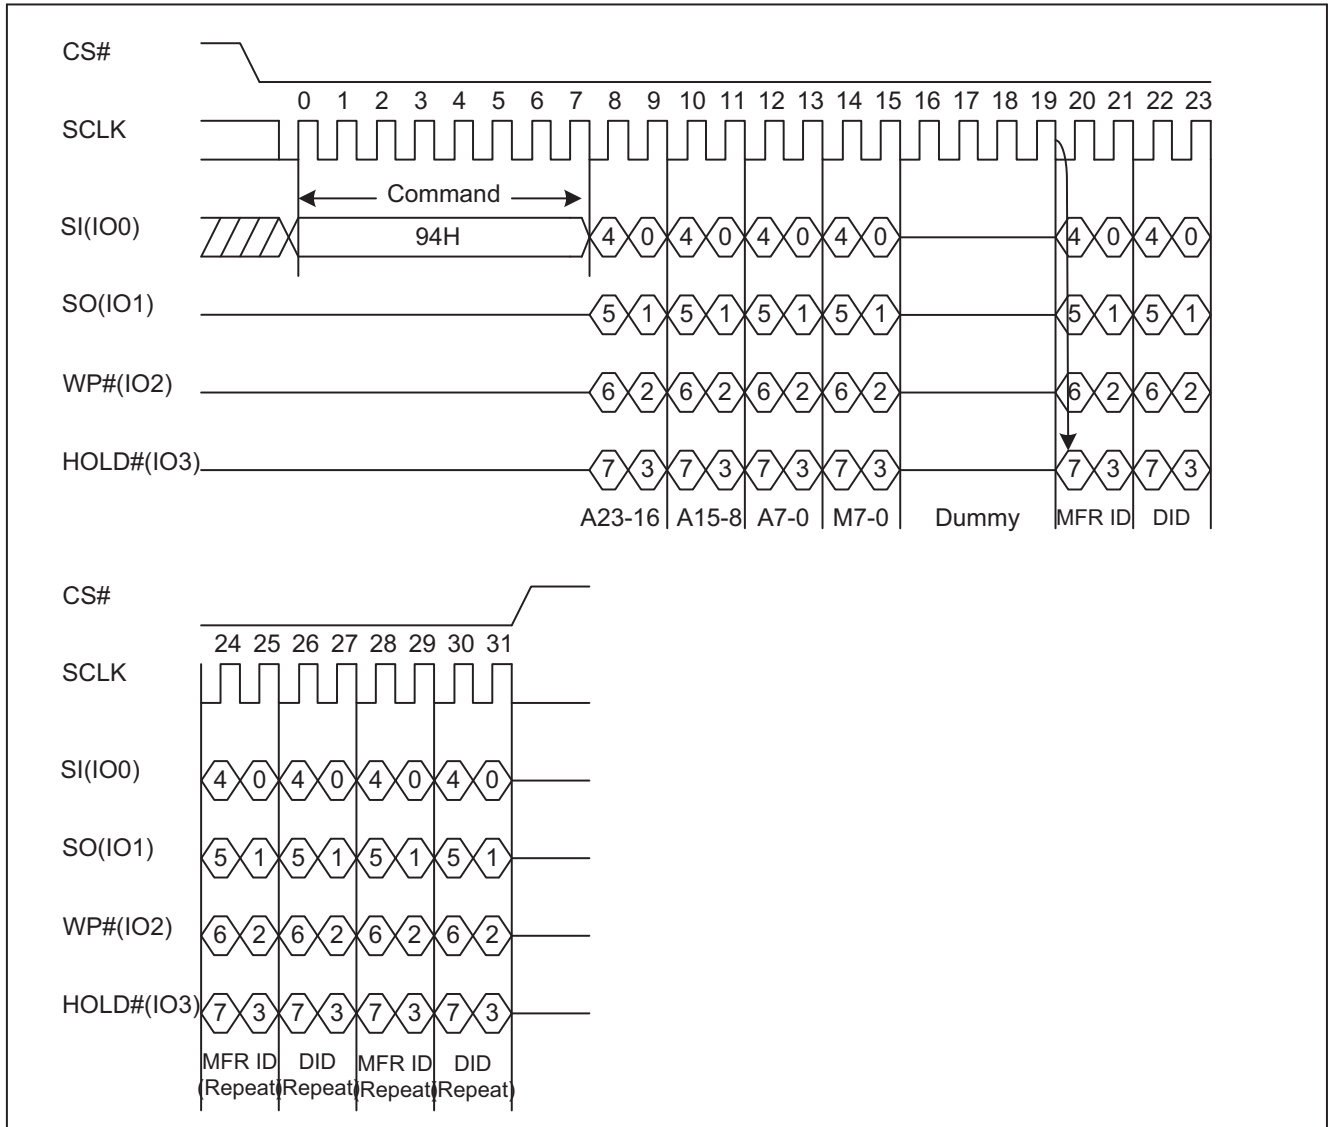 CS#
0 1 2 3 4 5 6 7 8 9 10 11 12 13 14 15 16 17 18 19 20 21 22 23
SCLK
Command
SI(IO0) 94H 4 0 4 0 4 0 4 0 4 0 4 0
SO(IO1) 5 1 5 1 5 1 5 1 5 1 5 1
WP#(IO2) 6 2 6 2 6 2 6 2 6 2 6 2
HOLD#(IO3) 7 3 7 3 7 3 7 3 7 3 7 3
A23-16 A15-8 A7-0 M7-0 Dummy MFR ID DID
CS#
24 25 26 27 28 29 30 31
SCLK
SI(IO0) 4 0 4 0 4 0 4 0
SO(IO1) 5 1 5 1 5 1 5 1
WP#(IO2) 6 2 6 2 6 2 6 2
HOLD#(IO3) 7 3 7 3 7 3 7 3
MFR ID DID MFR ID DID
(Repeat) (Repeat) (Repeat) (Repeat)